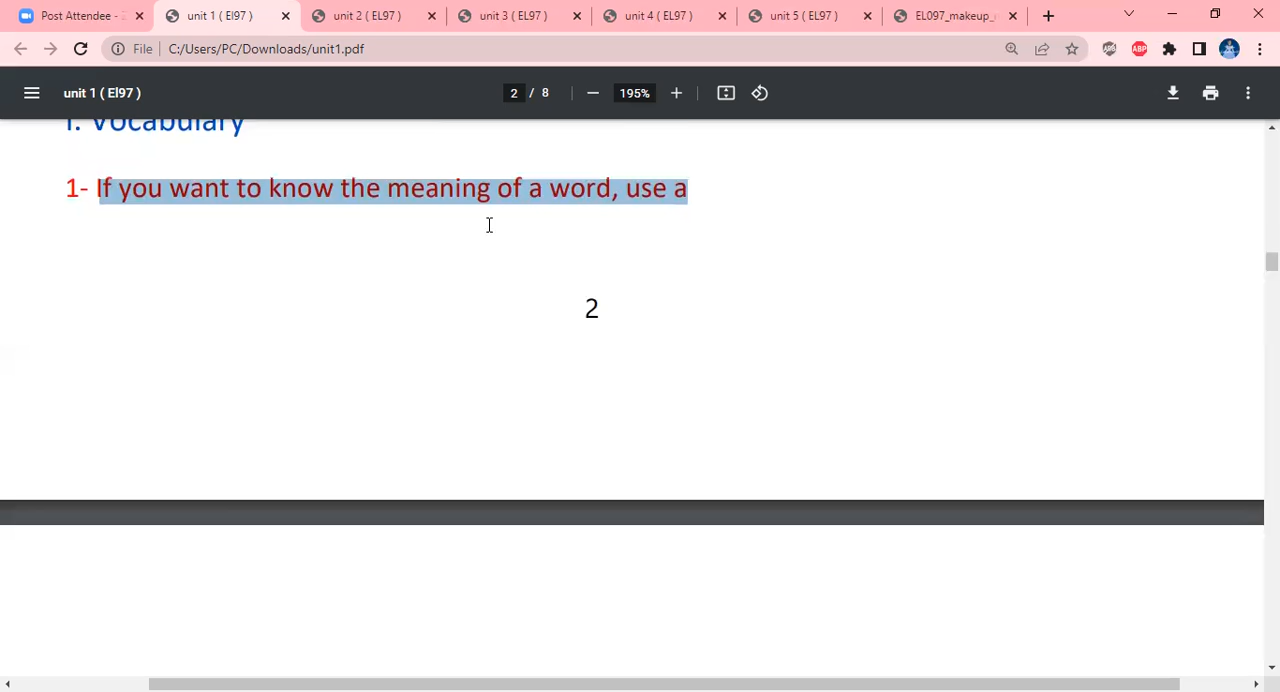 Post Attendee -
unit 1 ( El97 )
unit 2 ( EL97 )
unit 3 ( EL97 )
unit 4 ( EL97 )
unit 5 ( EL97 )
EL097_makeup_
File C:/Users/PC/Downloads/unit1.pdf
ABP
unit 1 ( El97 )
2 / 8
195%
I. Vocabulary
1- If you want to know the meaning of a word, use a
2